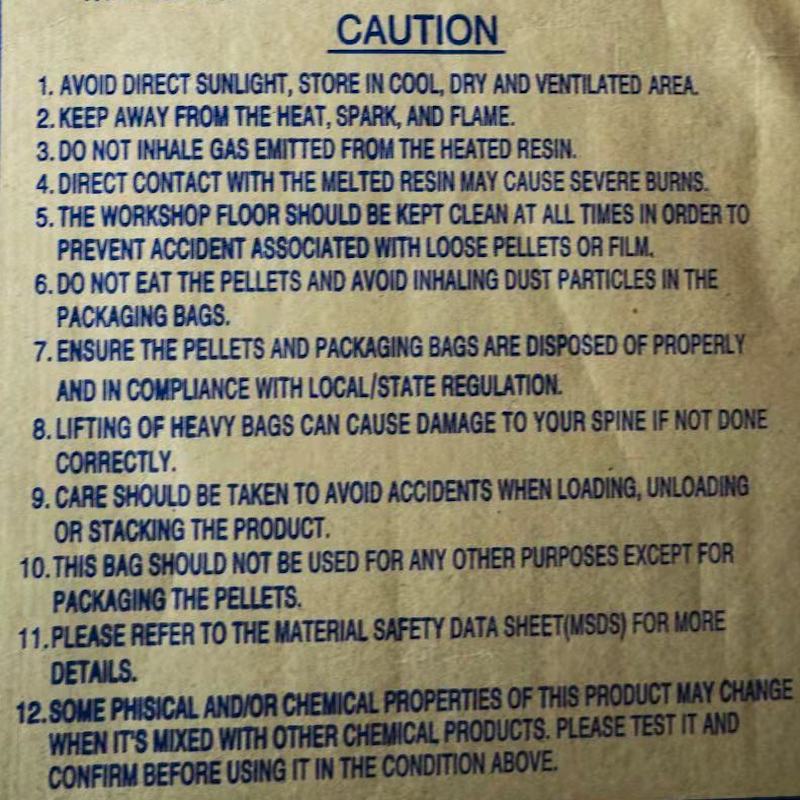 CAUTION
1. AVOID DIRECT SUNLIGHT, STORE IN COOL, DRY AND VENTILATED AREA.
2. KEEP AWAY FROM THE HEAT, SPARK, AND FLAME.
3. DO NOT INHALE GAS EMITTED FROM THE HEATED RESIN.
4. DIRECT CONTACT WITH THE MELTED RESIN MAY CAUSE SEVERE BURNS.
5. THE WORKSHOP FLOOR SHOULD BE KEPT CLEAN AT ALL TIMES IN ORDER TO
PREVENT ACCIDENT ASSOCIATED WITH LOOSE PELLETS OR FILM.
6. DO NOT EAT THE PELLETS AND AVOID INHALING DUST PARTICLES IN THE
PACKAGING BAGS.
7. ENSURE THE PELLETS AND PACKAGING BAGS ARE DISPOSED OF PROPERLY
AND IN COMPLIANCE WITH LOCAL/STATE REGULATION.
8. LIFTING OF HEAVY BAGS CAN CAUSE DAMAGE TO YOUR SPINE IF NOT DONE
CORRECTLY.
9. CARE SHOULD BE TAKEN TO AVOID ACCIDENTS WHEN LOADING, UNLOADING
OR STACKING THE PRODUCT.
10. THIS BAG SHOULD NOT BE USED FOR ANY OTHER PURPOSES EXCEPT FOR
PACKAGING THE PELLETS.
11. PLEASE REFER TO THE MATERIAL SAFETY DATA SHEET(MSDS) FOR MORE
DETAILS.
12. SOME PHISICAL AND/OR CHEMICAL PROPERTIES OF THIS PRODUCT MAY CHANGE
WHEN IT'S MIXED WITH OTHER CHEMICAL PRODUCTS. PLEASE TEST IT AND
CONFIRM BEFORE USING IT IN THE CONDITION ABOVE.